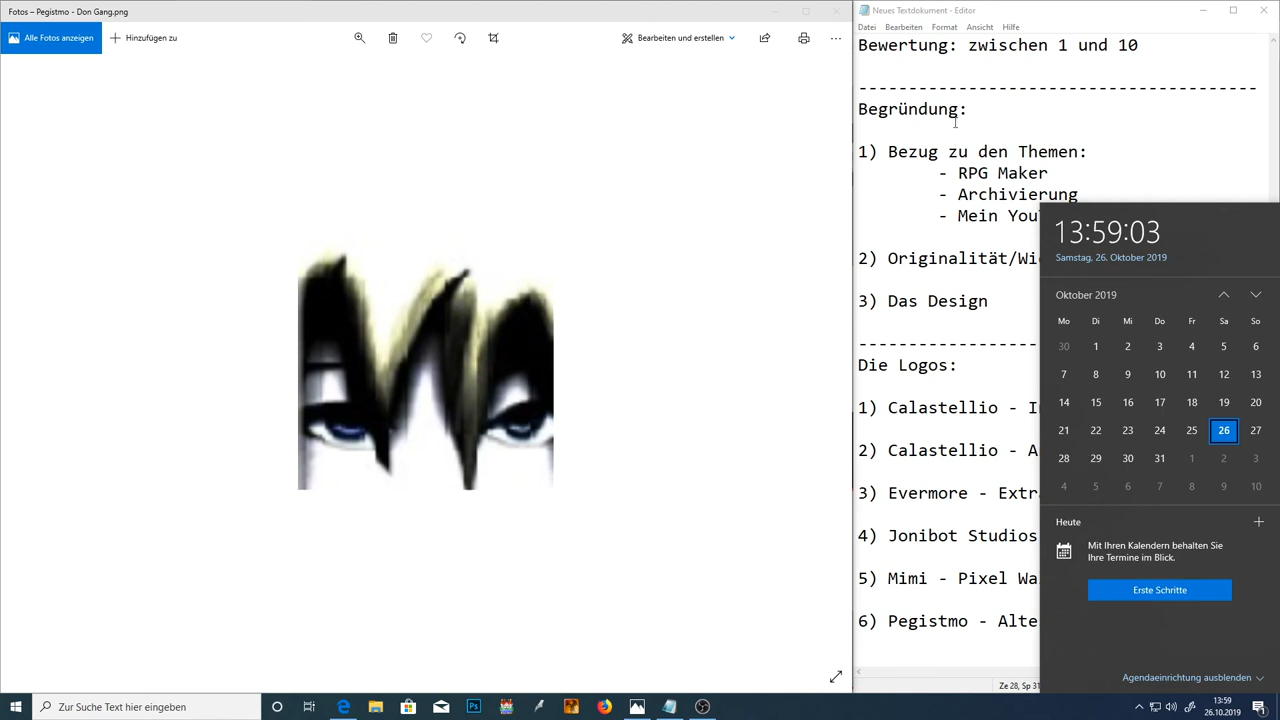 Fotos – Pegistmo - Don Gang.png
Alle Fotos anzeigen
Hinzufügen zu
Bearbeiten und erstellen
Neues Textdokument - Editor
Datei Bearbeiten Format Ansicht Hilfe
Bewertung: zwischen 1 und 10
---------------------------------------
Begründung:
1) Bezug zu den Themen:
- RPG Maker
- Archivierung
- Mein You
2) Originalität/Wi
3) Das Design
Die Logos:
1) Calastellio - I
2) Calastellio - A
3) Evermore - Extr
4) Jonibot Studios
5) Mimi - Pixel Wa
6) Pegistmo - Alte
Ze 28, Sp 31
13:59:03
Samstag, 26. Oktober 2019
Oktober 2019
Mo Di Mi Do Fr Sa So
30 1 2 3 4 5 6
7 8 9 10 11 12 13
14 15 16 17 18 19 20
21 22 23 24 25 26 27
28 29 30 31 1 2 3
4 5 6 7 8 9 10
Heute
Mit Ihren Kalendern behalten Sie
Ihre Termine im Blick.
Erste Schritte
Agendaeinrichtung ausblenden
Zur Suche Text hier eingeben
Ps
13:59
26.10.2019
1